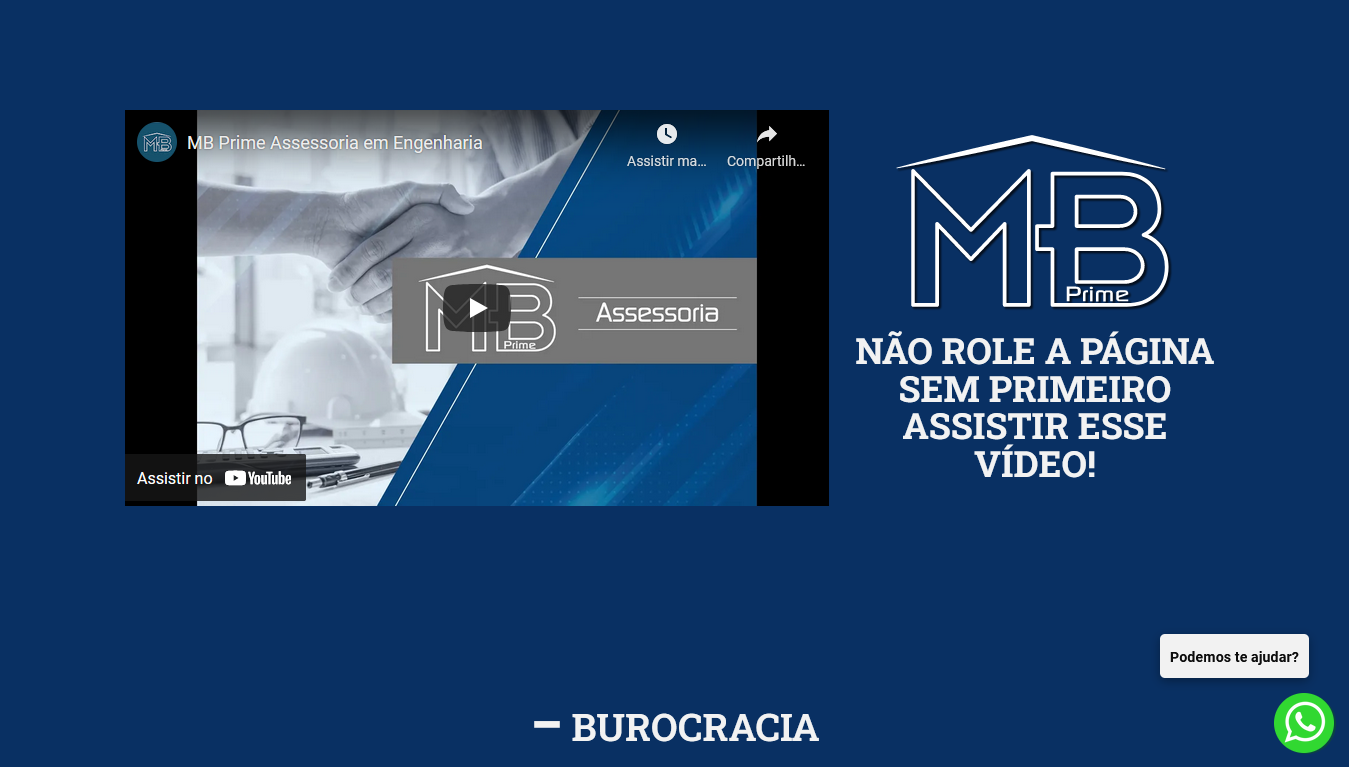 MB Prime Assessoria em Engenharia
Assistir ma...
Compartilh...
MB
Prime
Assessoria
Assistir no YouTube
MB
Prime
NÃO ROLE A PÁGINA
SEM PRIMEIRO
ASSISTIR ESSE
VÍDEO!
Podemos te ajudar?
– BUROCRACIA